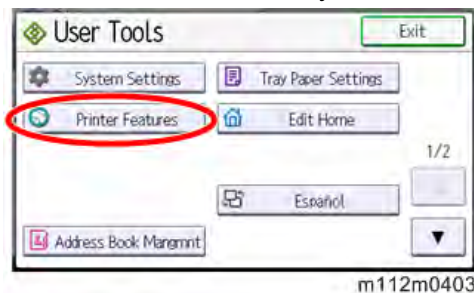 User Tools
Exit
System Settings
Tray Paper Settings
Printer Features
Edit Home
1/2
Español
Address Book Mangmnt
▼
m112m0403